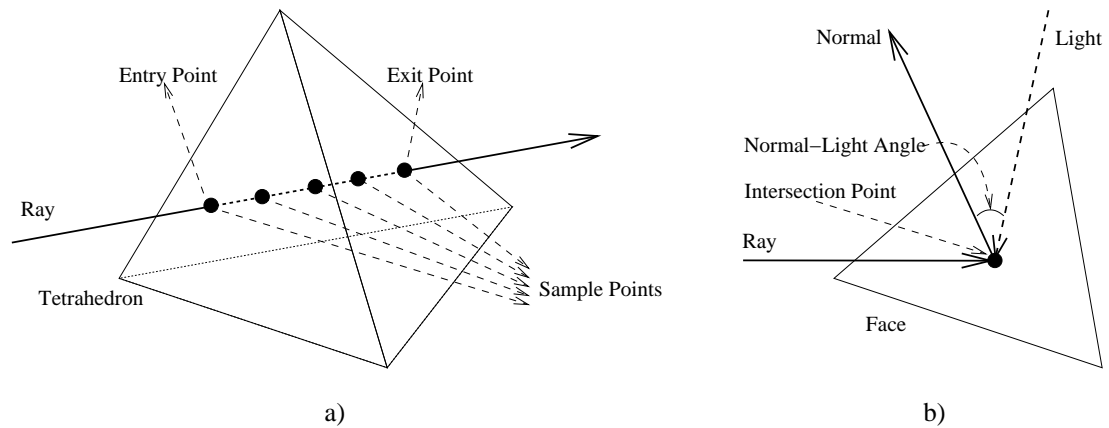 Entry Point
Exit Point
Ray
Tetrahedron
Sample Points
a)
Normal
Light
Normal−Light Angle
Intersection Point
Ray
Face
b)